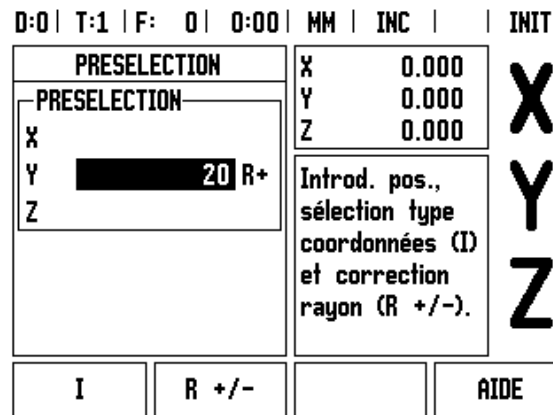 D:0 | T:1 | F: 0 | 0:00 | MM | INC | | INIT
PRESELECTION
PRESELECTION
X
Y 20 R+
Z
X 0.000
Y 0.000
Z 0.000
Introd. pos.,
sélection type
coordonnées (I)
et correction
rayon (R +/-).
X
Y
Z
I
R +/-
AIDE